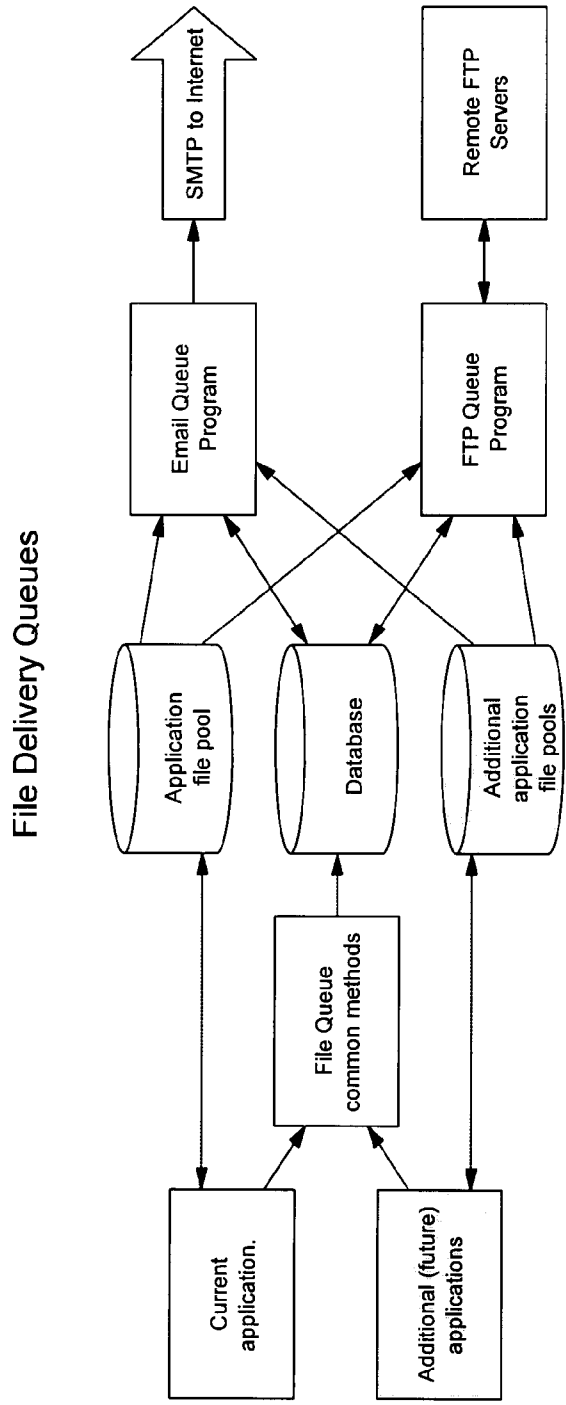 File Delivery Queues
Current
application.
Additional (future)
applications
File Queue
common methods
Application
file pool
Database
Additional
application
file pools
Email Queue
Program
FTP Queue
Program
SMTP to Internet
Remote FTP
Servers